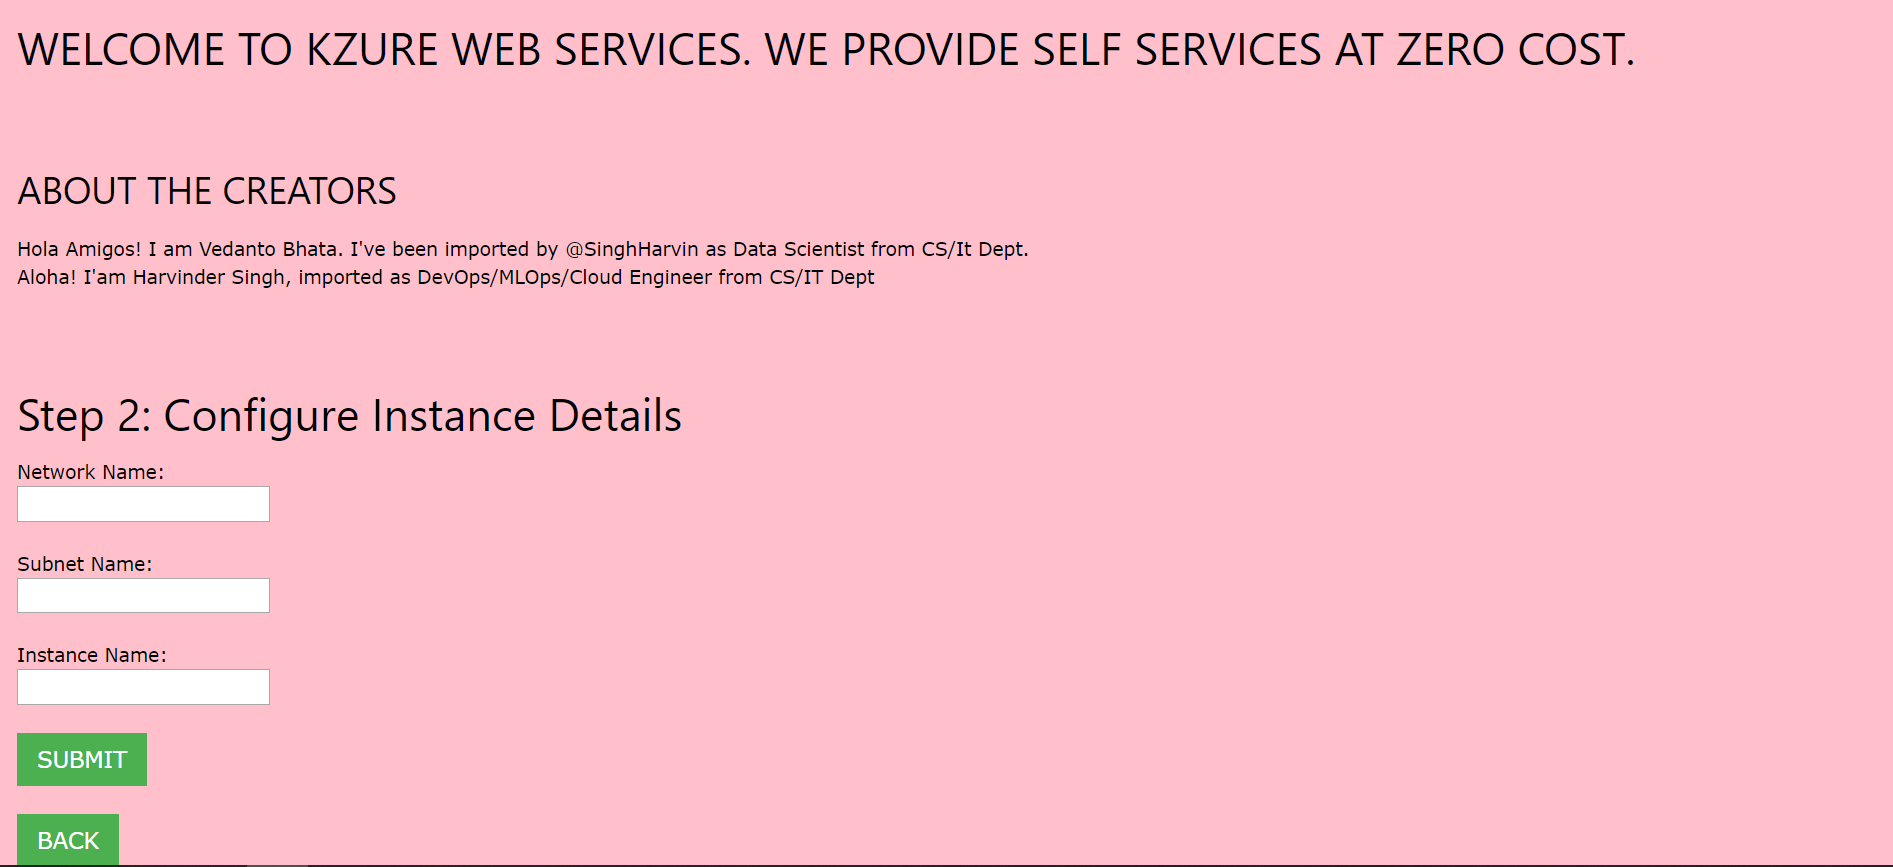 WELCOME TO KZURE WEB SERVICES. WE PROVIDE SELF SERVICES AT ZERO COST.
ABOUT THE CREATORS
Hola Amigos! I am Vedanto Bhata. I've been imported by @SinghHarvin as Data Scientist from CS/It Dept.
Aloha! I'am Harvinder Singh, imported as DevOps/MLOps/Cloud Engineer from CS/IT Dept
Step 2: Configure Instance Details
Network Name:
Subnet Name:
Instance Name:
SUBMIT
BACK